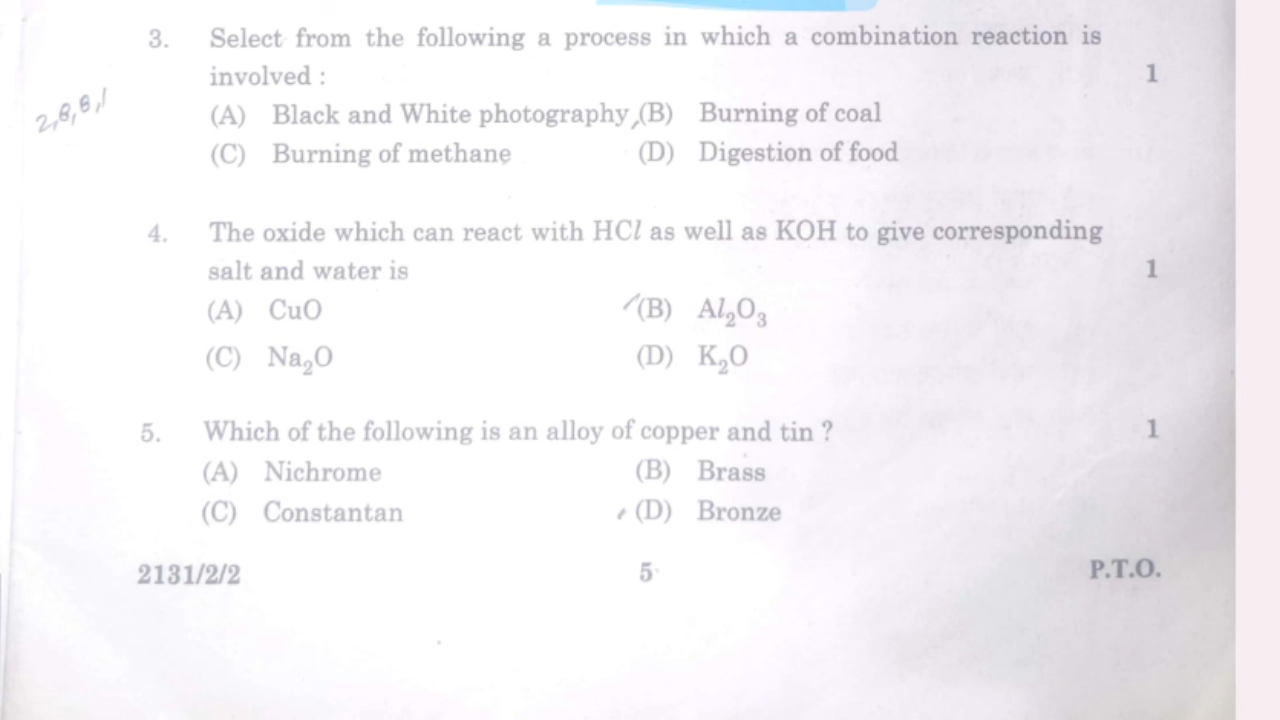 3. Select from the following a process in which a combination reaction is
involved : 1
2,8,8,1
(A) Black and White photography (B) Burning of coal
(C) Burning of methane (D) Digestion of food
4. The oxide which can react with HCl as well as KOH to give corresponding
salt and water is 1
(A) CuO (B) Al₂O₃
(C) Na₂O (D) K₂O
5. Which of the following is an alloy of copper and tin ? 1
(A) Nichrome (B) Brass
(C) Constantan (D) Bronze
2131/2/2 5 P.T.O.